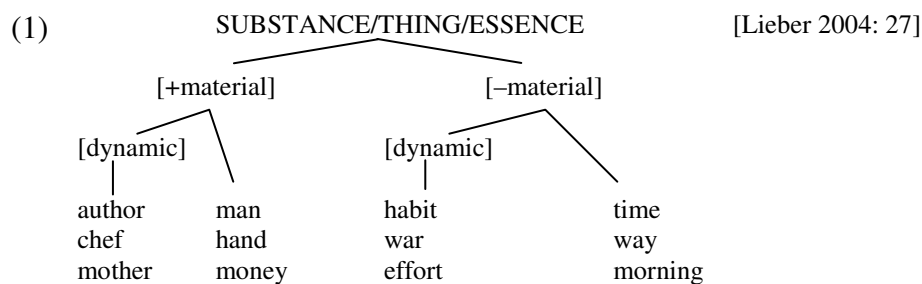 (1) SUBSTANCE/THING/ESSENCE [Lieber 2004: 27]
[+material] [–material]
[dynamic] [dynamic]
author man habit time
chef hand war way
mother money effort morning